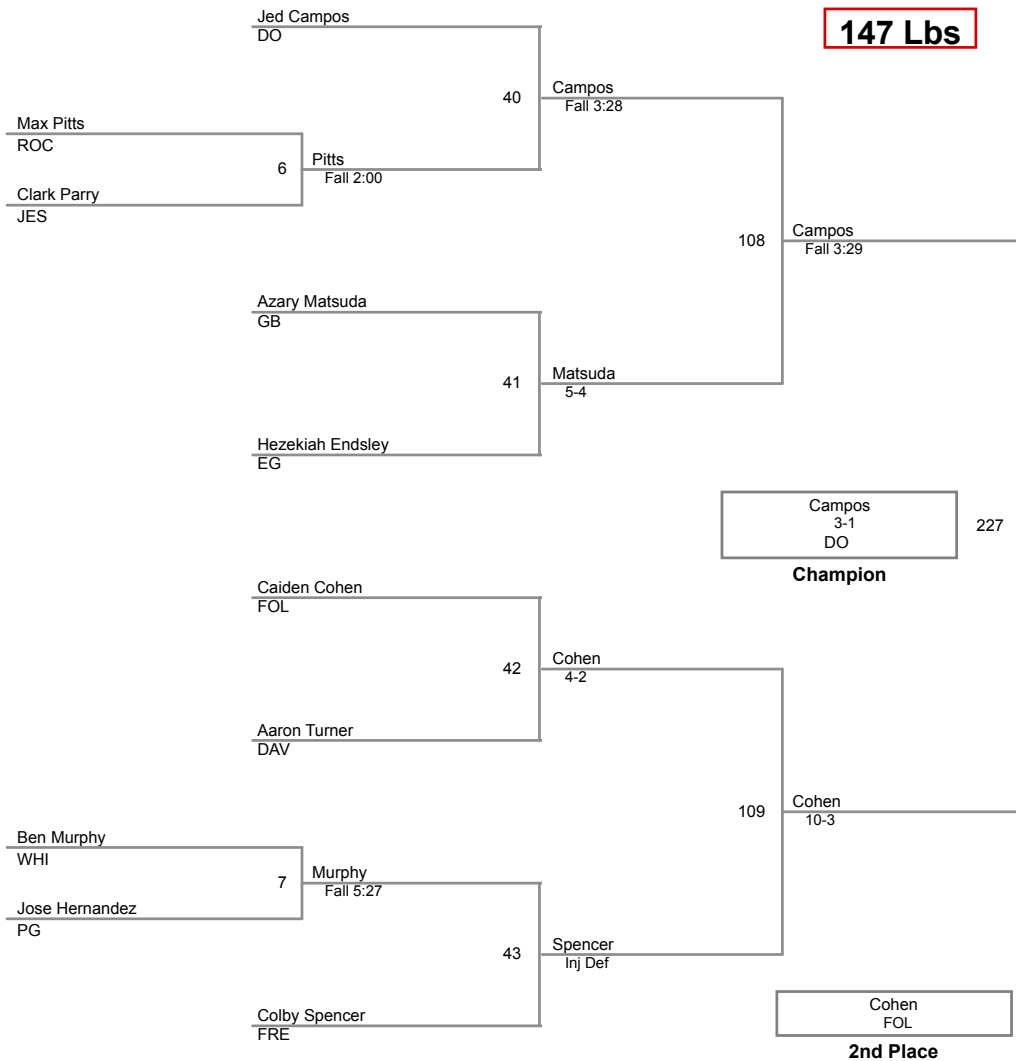 147 Lbs
Jed Campos
DO
40
Campos
Fall 3:28
Max Pitts
ROC
6
Pitts
Fall 2:00
Clark Parry
JES
108
Campos
Fall 3:29
Azary Matsuda
GB
41
Matsuda
5-4
Hezekiah Endsley
EG
Campos
3-1
DO
227
Champion
Caiden Cohen
FOL
42
Cohen
4-2
Aaron Turner
DAV
109
Cohen
10-3
Ben Murphy
WHI
7
Murphy
Fall 5:27
Jose Hernandez
PG
43
Spencer
Inj Def
Colby Spencer
FRE
Cohen
FOL
2nd Place